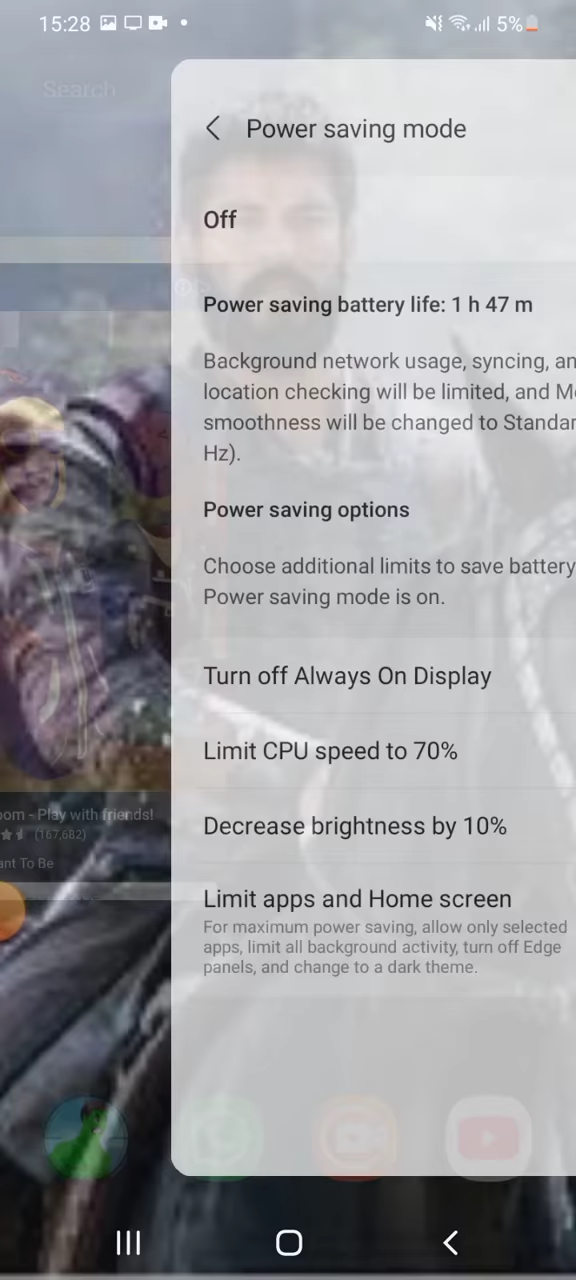 15:28
5%
Search
Power saving mode
Off
Power saving battery life: 1 h 47 m
Background network usage, syncing, an
location checking will be limited, and M
smoothness will be changed to Standar
Hz).
Power saving options
Choose additional limits to save battery
Power saving mode is on.
Turn off Always On Display
Limit CPU speed to 70%
oom - Play with friends!
(167,682)
Decrease brightness by 10%
ant To Be
Limit apps and Home screen
For maximum power saving, allow only selected
apps, limit all background activity, turn off Edge
panels, and change to a dark theme.